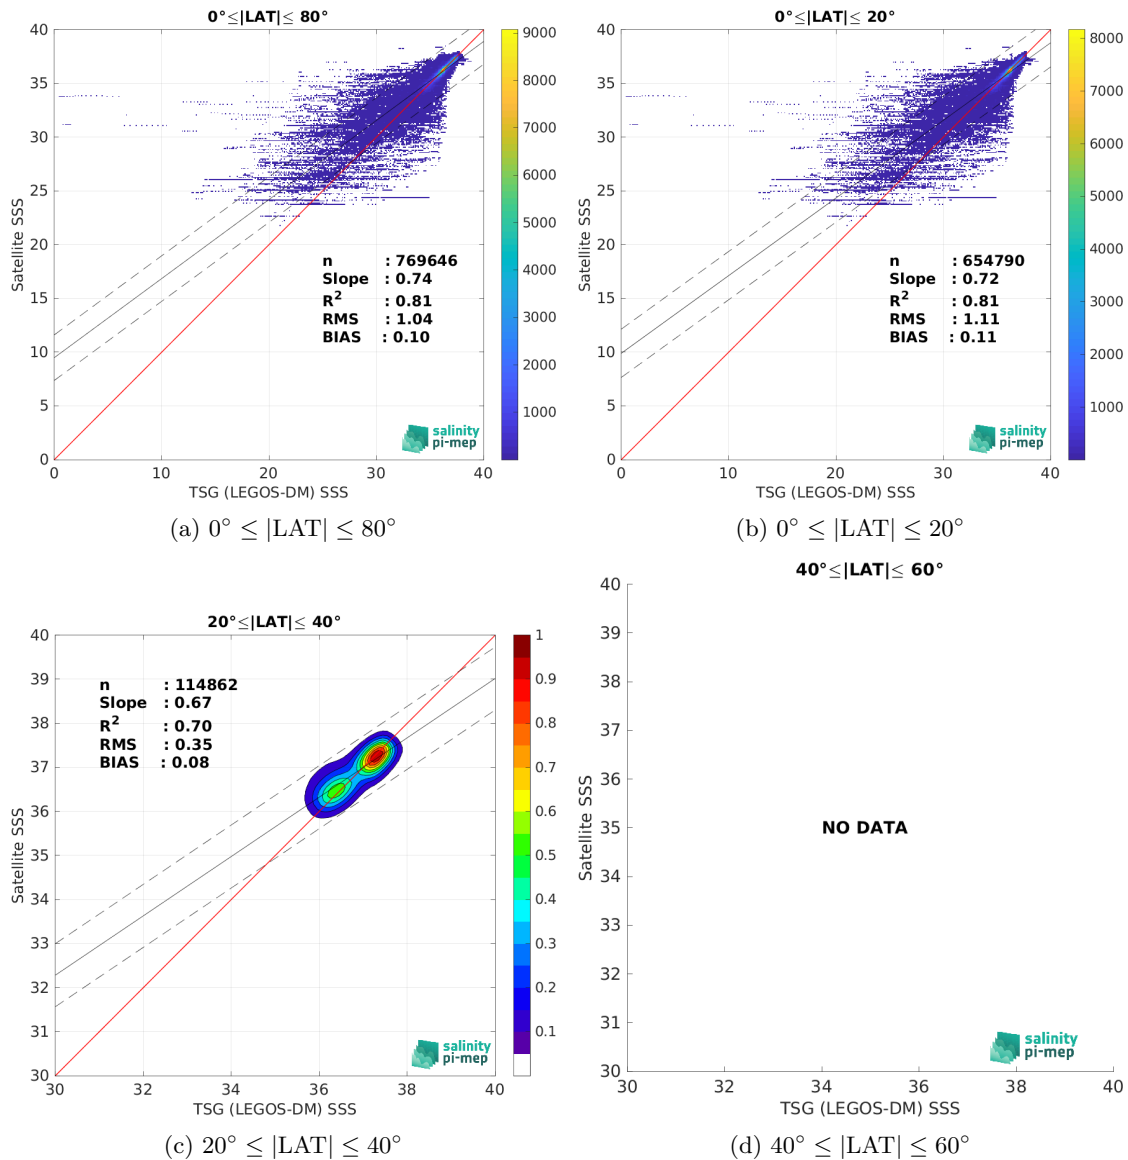 0°≤|LAT|≤ 80°
40
35
30
25
20
15
10
5
0
0
10
20
30
40
Satellite SSS
TSG (LEGOS-DM) SSS
n : 769646
Slope : 0.74
R² : 0.81
RMS : 1.04
BIAS : 0.10
salinity
pi-mep
9000
8000
7000
6000
5000
4000
3000
2000
1000
(a) 0° ≤ |LAT| ≤ 80°
0°≤|LAT|≤ 20°
40
35
30
25
20
15
10
5
0
0
10
20
30
40
Satellite SSS
TSG (LEGOS-DM) SSS
n : 654790
Slope : 0.72
R² : 0.81
RMS : 1.11
BIAS : 0.11
salinity
pi-mep
8000
7000
6000
5000
4000
3000
2000
1000
(b) 0° ≤ |LAT| ≤ 20°
20°≤|LAT|≤ 40°
40
39
38
37
36
35
34
33
32
31
30
30
32
34
36
38
40
Satellite SSS
TSG (LEGOS-DM) SSS
n : 114862
Slope : 0.67
R² : 0.70
RMS : 0.35
BIAS : 0.08
salinity
pi-mep
1
0.9
0.8
0.7
0.6
0.5
0.4
0.3
0.2
0.1
(c) 20° ≤ |LAT| ≤ 40°
40°≤|LAT|≤ 60°
40
39
38
37
36
35
34
33
32
31
30
30
32
34
36
38
40
Satellite SSS
TSG (LEGOS-DM) SSS
NO DATA
salinity
pi-mep
(d) 40° ≤ |LAT| ≤ 60°